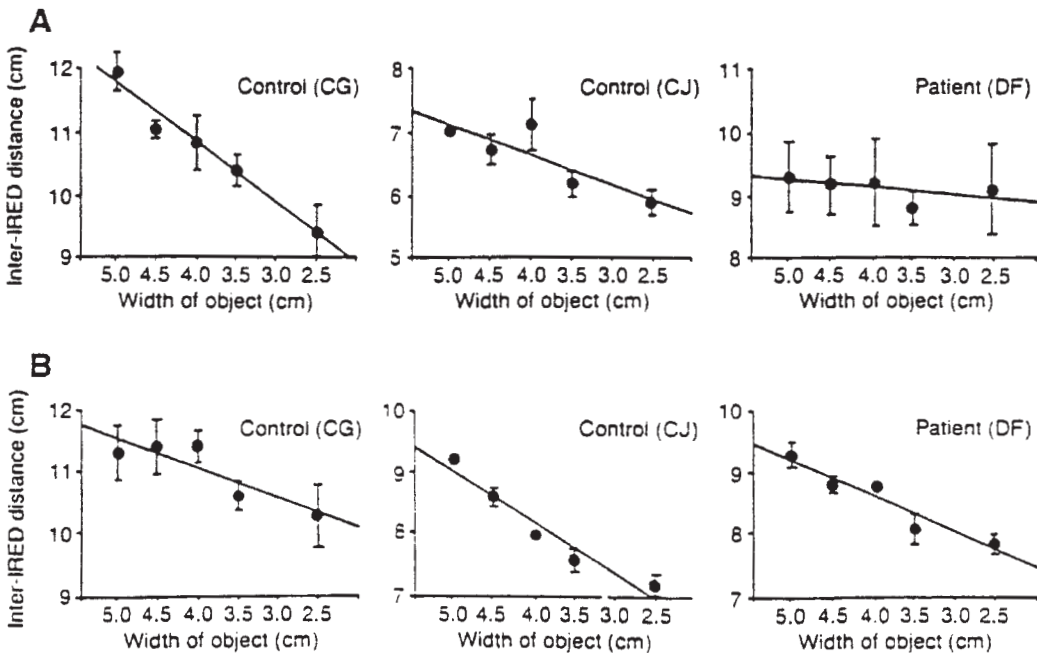 A
Inter-IRED distance (cm)
12
11
10
9
Control (CG)
5.0 4.5 4.0 3.5 3.0 2.5
Width of object (cm)
8
7
6
5
Control (CJ)
5.0 4.5 4.0 3.5 3.0 2.5
Width of object (cm)
11
10
9
8
Patient (DF)
5.0 4.5 4.0 3.5 3.0 2.5
Width of object (cm)
B
Inter-IRED distance (cm)
12
11
10
9
Control (CG)
5.0 4.5 4.0 3.5 3.0 2.5
Width of object (cm)
10
9
8
7
Control (CJ)
5.0 4.5 4.0 3.5 3.0 2.5
Width of object (cm)
10
9
8
7
Patient (DF)
5.0 4.5 4.0 3.5 3.0 2.5
Width of object (cm)